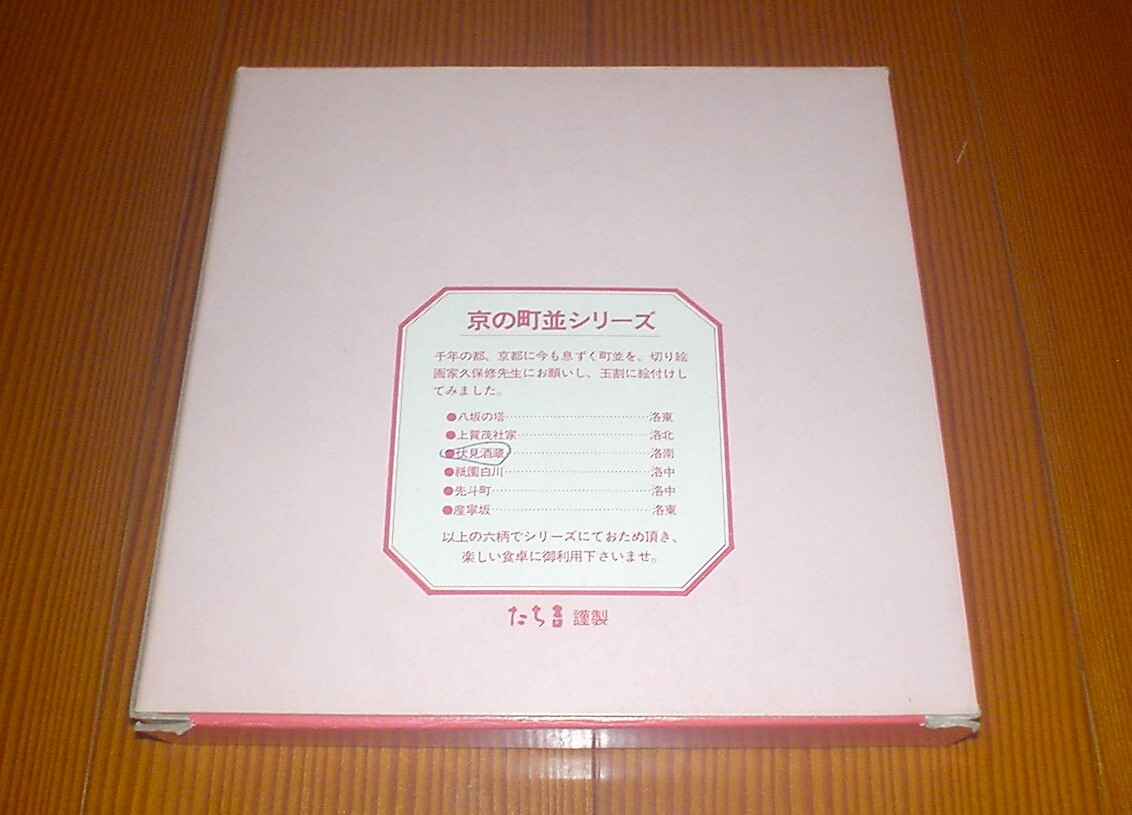 京の町並シリーズ
千年の都、京都に今も息ずく町並を、切り絵
画家久保修先生にお願いし、玉割に絵付けし
てみました。
●八坂の塔……………………洛東
●上賀茂社家…………………洛北
●伏見酒蔵……………………洛南
●祇園白川……………………洛中
●先斗町………………………洛中
●産寧坂………………………洛東
以上の六柄でシリーズにておため頂き、
楽しい食卓に御利用下さいませ。
たち吉 謹製